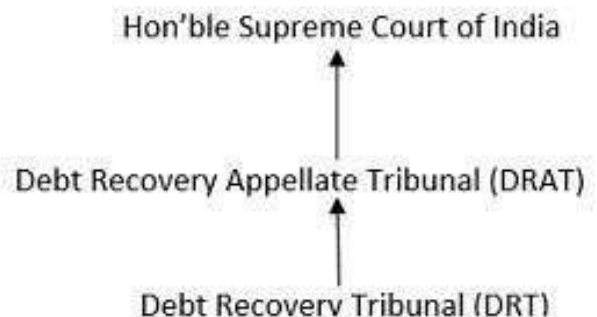 Hon'ble Supreme Court of India
Debt Recovery Appellate Tribunal (DRAT)
Debt Recovery Tribunal (DRT)